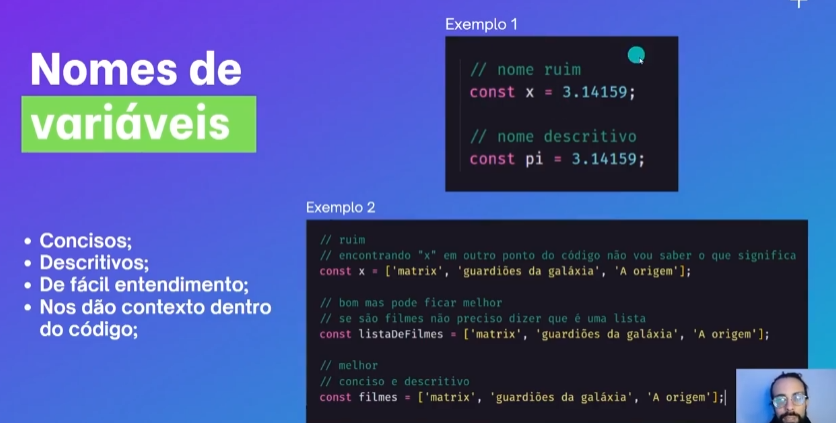 Nomes de
variáveis
• Concisos;
• Descritivos;
• De fácil entendimento;
• Nos dão contexto dentro
do código;
Exemplo 1
// nome ruim
const x = 3.14159;
// nome descritivo
const pi = 3.14159;
Exemplo 2
// ruim
// encontrando "x" em outro ponto do código não vou saber o que significa
const x = ['matrix', 'guardiões da galáxia', 'A origem'];
// bom mas pode ficar melhor
// se são filmes não preciso dizer que é uma lista
const listaDeFilmes = ['matrix', 'guardiões da galáxia', 'A origem'];
// melhor
// conciso e descritivo
const filmes = ['matrix', 'guardiões da galáxia', 'A origem'];